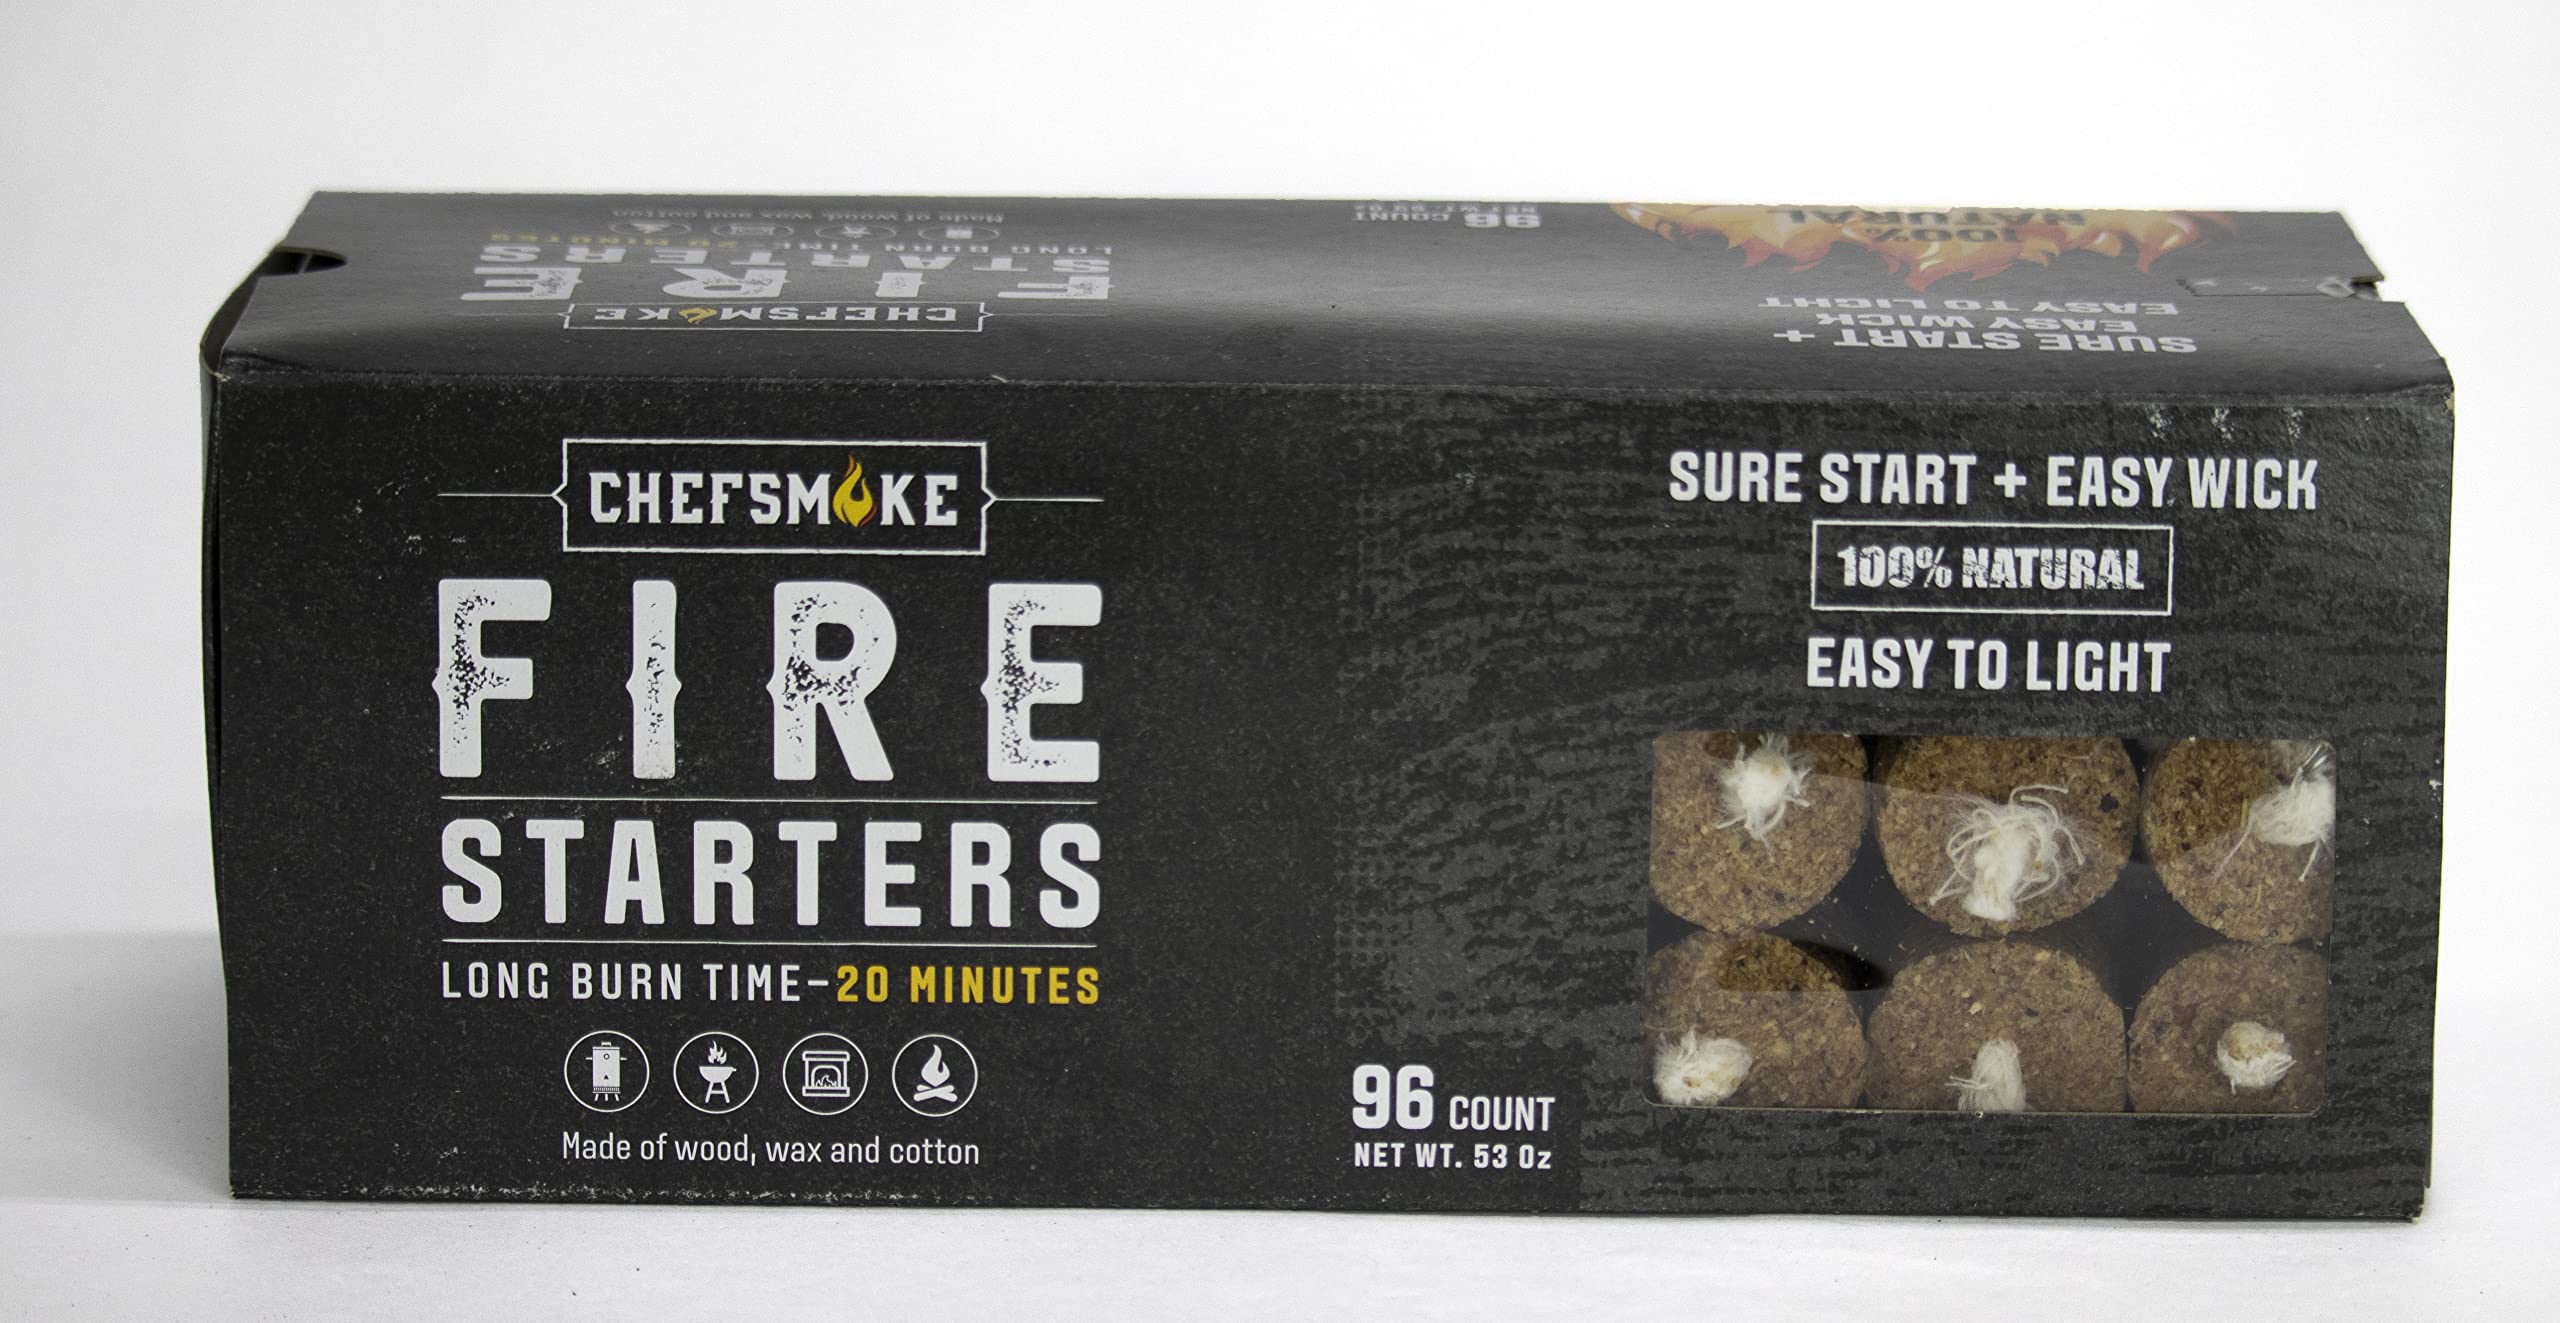 Made of wood, wax and cotton
LONG BURN TIME-20 MINUTES
STARTERS
FIRE
CHEFSMOKE
96 COUNT
100%
NATURAL
EASY TO LIGHT
EASY WICK
SURE START +
CHEFSMOKE
FIRE
STARTERS
LONG BURN TIME-20 MINUTES
Made of wood, wax and cotton
96 COUNT
NET WT. 53 Oz
SURE START + EASY WICK
100% NATURAL
EASY TO LIGHT